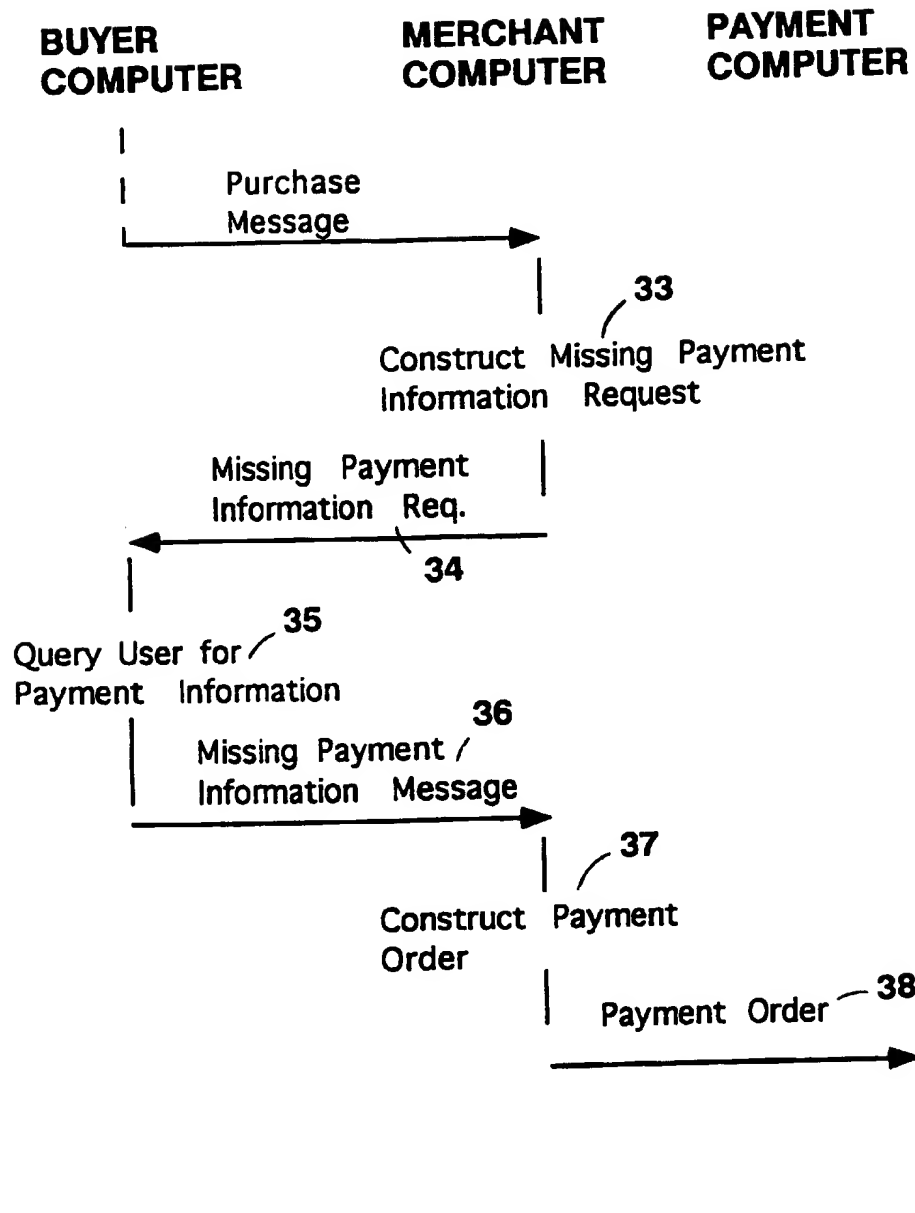 BUYER
COMPUTER
MERCHANT
COMPUTER
PAYMENT
COMPUTER
Purchase
Message
33
Construct Missing Payment
Information Request
Missing Payment
Information Req.
34
35
Query User for
Payment Information
36
Missing Payment
Information Message
37
Construct Payment
Order
38
Payment Order